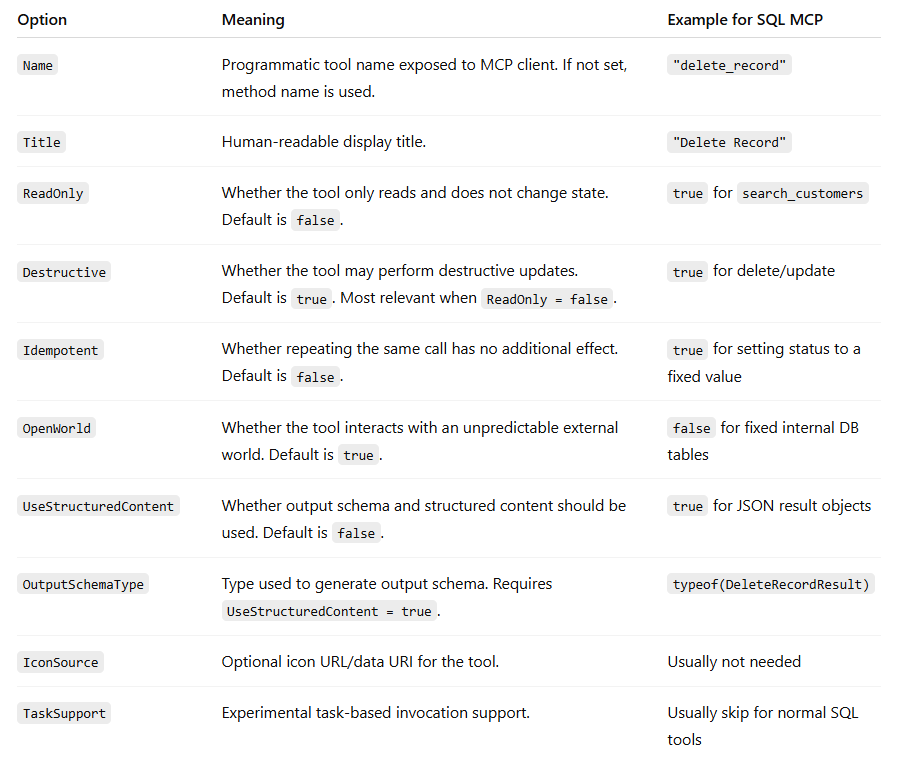 Option Meaning Example for SQL MCP
Name Programmatic tool name exposed to MCP client. If not set, "delete_record"
method name is used.
Title Human-readable display title. "Delete Record"
ReadOnly Whether the tool only reads and does not change state. true for search_customers
Default is false.
Destructive Whether the tool may perform destructive updates. true for delete/update
Default is true. Most relevant when ReadOnly = false.
Idempotent Whether repeating the same call has no additional effect. true for setting status to a
Default is false. fixed value
OpenWorld Whether the tool interacts with an unpredictable external false for fixed internal DB
world. Default is true. tables
UseStructuredContent Whether output schema and structured content should be true for JSON result objects
used. Default is false.
OutputSchemaType Type used to generate output schema. Requires typeof(DeleteRecordResult)
UseStructuredContent = true.
IconSource Optional icon URL/data URI for the tool. Usually not needed
TaskSupport Experimental task-based invocation support. Usually skip for normal SQL
tools